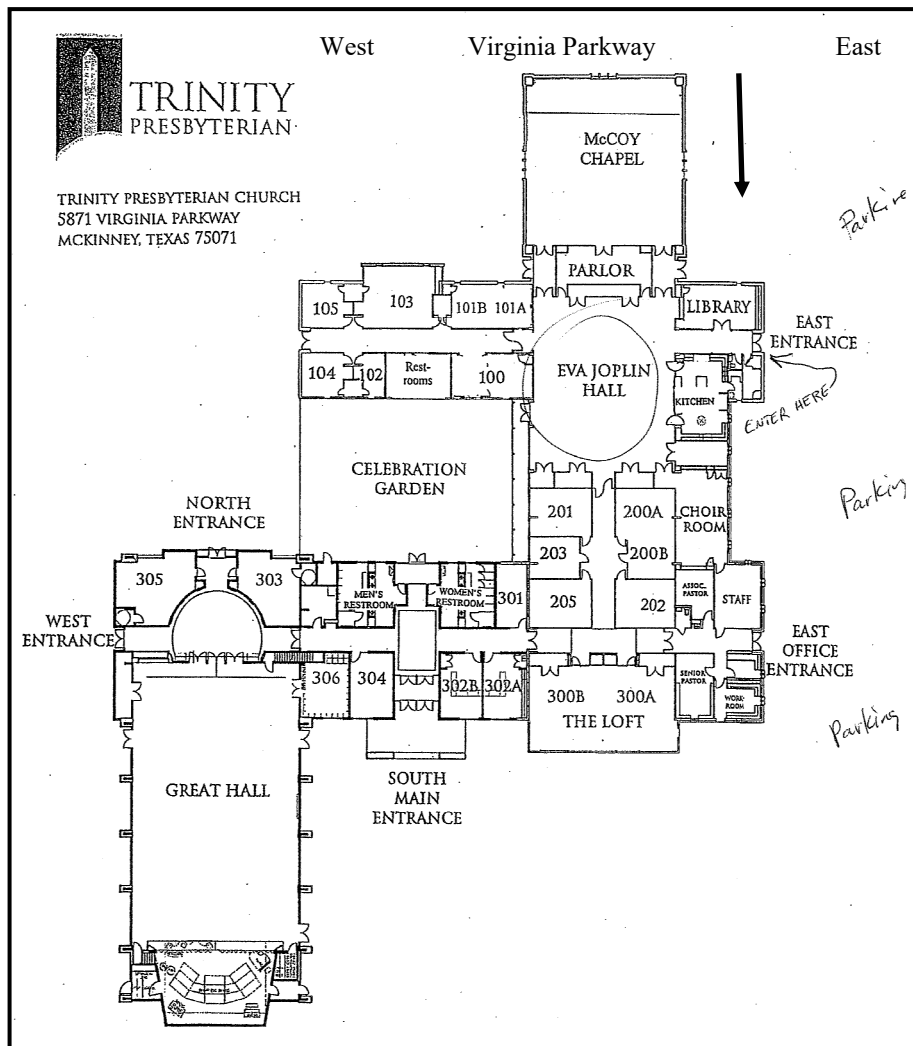 West Virginia Parkway East
TRINITY
PRESBYTERIAN
TRINITY PRESBYTERIAN CHURCH
5871 VIRGINIA PARKWAY
MCKINNEY, TEXAS 75071
McCOY
CHAPEL
Parking
PARLOR
105
103
101B 101A
LIBRARY
EAST
ENTRANCE
104
102
Rest-
rooms
100
EVA JOPLIN
HALL
KITCHEN
ENTER HERE
CELEBRATION
GARDEN
Parking
NORTH
ENTRANCE
201
200A
CHOIR
ROOM
203
200B
305
303
MEN'S
RESTROOM
WOMEN'S
RESTROOM
301
205
202
ASSOC.
PASTOR
STAFF
WEST
ENTRANCE
EAST
OFFICE
ENTRANCE
306
304
302B
302A
300B
300A
THE LOFT
SENIOR
PASTOR
WORK-
ROOM
Parking
GREAT HALL
SOUTH
MAIN
ENTRANCE